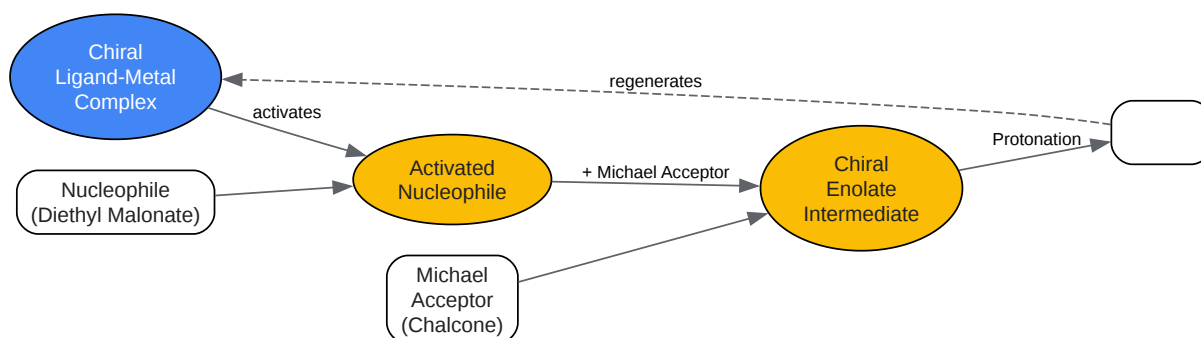 Chiral
Ligand-Metal
Complex
regenerates
activates
Protonation
Activated
Nucleophile
+ Michael Acceptor
Chiral
Enolate
Intermediate
Nucleophile
(Diethyl Malonate)
Michael
Acceptor
(Chalcone)